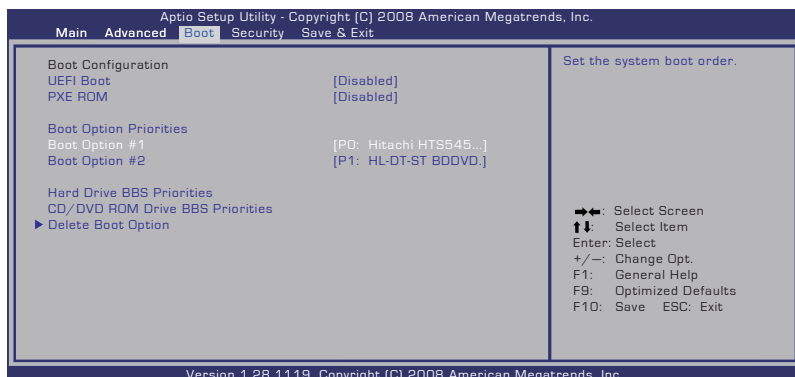 Aptio Setup Utility - Copyright (C) 2008 American Megatrends, Inc.
Main Advanced Boot Security Save & Exit
Boot Configuration
UEFI Boot [Disabled]
PXE ROM [Disabled]
Boot Option Priorities
Boot Option #1 [P0: Hitachi HTS545...]
Boot Option #2 [P1: HL-DT-ST BDDVD.]
Hard Drive BBS Priorities
CD/DVD ROM Drive BBS Priorities
Delete Boot Option
Set the system boot order.
→←: Select Screen
↑↓: Select Item
Enter: Select
+/—: Change Opt.
F1: General Help
F9: Optimized Defaults
F10: Save ESC: Exit
Version 1.28.1119. Copyright (C) 2008 American Megatrends, Inc.